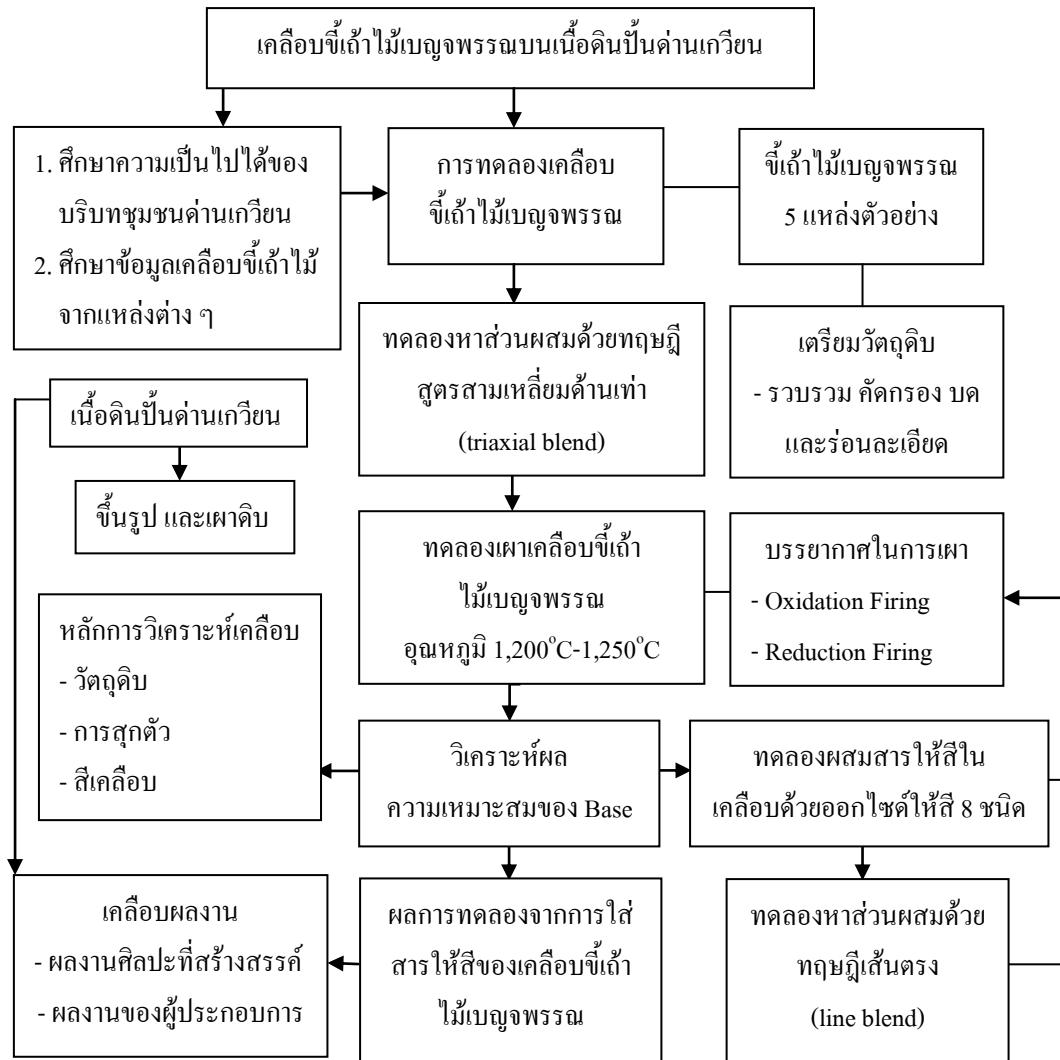 เคลือบขี้เถ้าไม้เบญจพรรณบนเนื้อดินปั้นด่านเกวียน
1. ศึกษาความเป็นไปได้ของ
บริบทชุมชนด่านเกวียน
2. ศึกษาข้อมูลเคลือบขี้เถ้าไม้
จากแหล่งต่าง ๆ
การทดลองเคลือบ
ขี้เถ้าไม้เบญจพรรณ
ขี้เถ้าไม้เบญจพรรณ
5 แหล่งตัวอย่าง
ทดลองหาส่วนผสมด้วยทฤษฎี
สูตรสามเหลี่ยมด้านเท่า
(triaxial blend)
เตรียมวัตถุดิบ
- รวบรวม คัดกรอง บด
และร่อนละเอียด
เนื้อดินปั้นด่านเกวียน
ขึ้นรูป และเผาดิบ
ทดลองเผาเคลือบขี้เถ้า
ไม้เบญจพรรณ
อุณหภูมิ 1,200°C-1,250°C
บรรยากาศในการเผา
- Oxidation Firing
- Reduction Firing
หลักการวิเคราะห์เคลือบ
- วัตถุดิบ
- การสุกตัว
- สีเคลือบ
วิเคราะห์ผล
ความเหมาะสมของ Base
ทดลองผสมสารให้สีใน
เคลือบด้วยออกไซด์ให้สี 8 ชนิด
เคลือบผลงาน
- ผลงานศิลปะที่สร้างสรรค์
- ผลงานของผู้ประกอบการ
ผลการทดลองจากการใส่
สารให้สีของเคลือบขี้เถ้า
ไม้เบญจพรรณ
ทดลองหาส่วนผสมด้วย
ทฤษฎีเส้นตรง
(line blend)